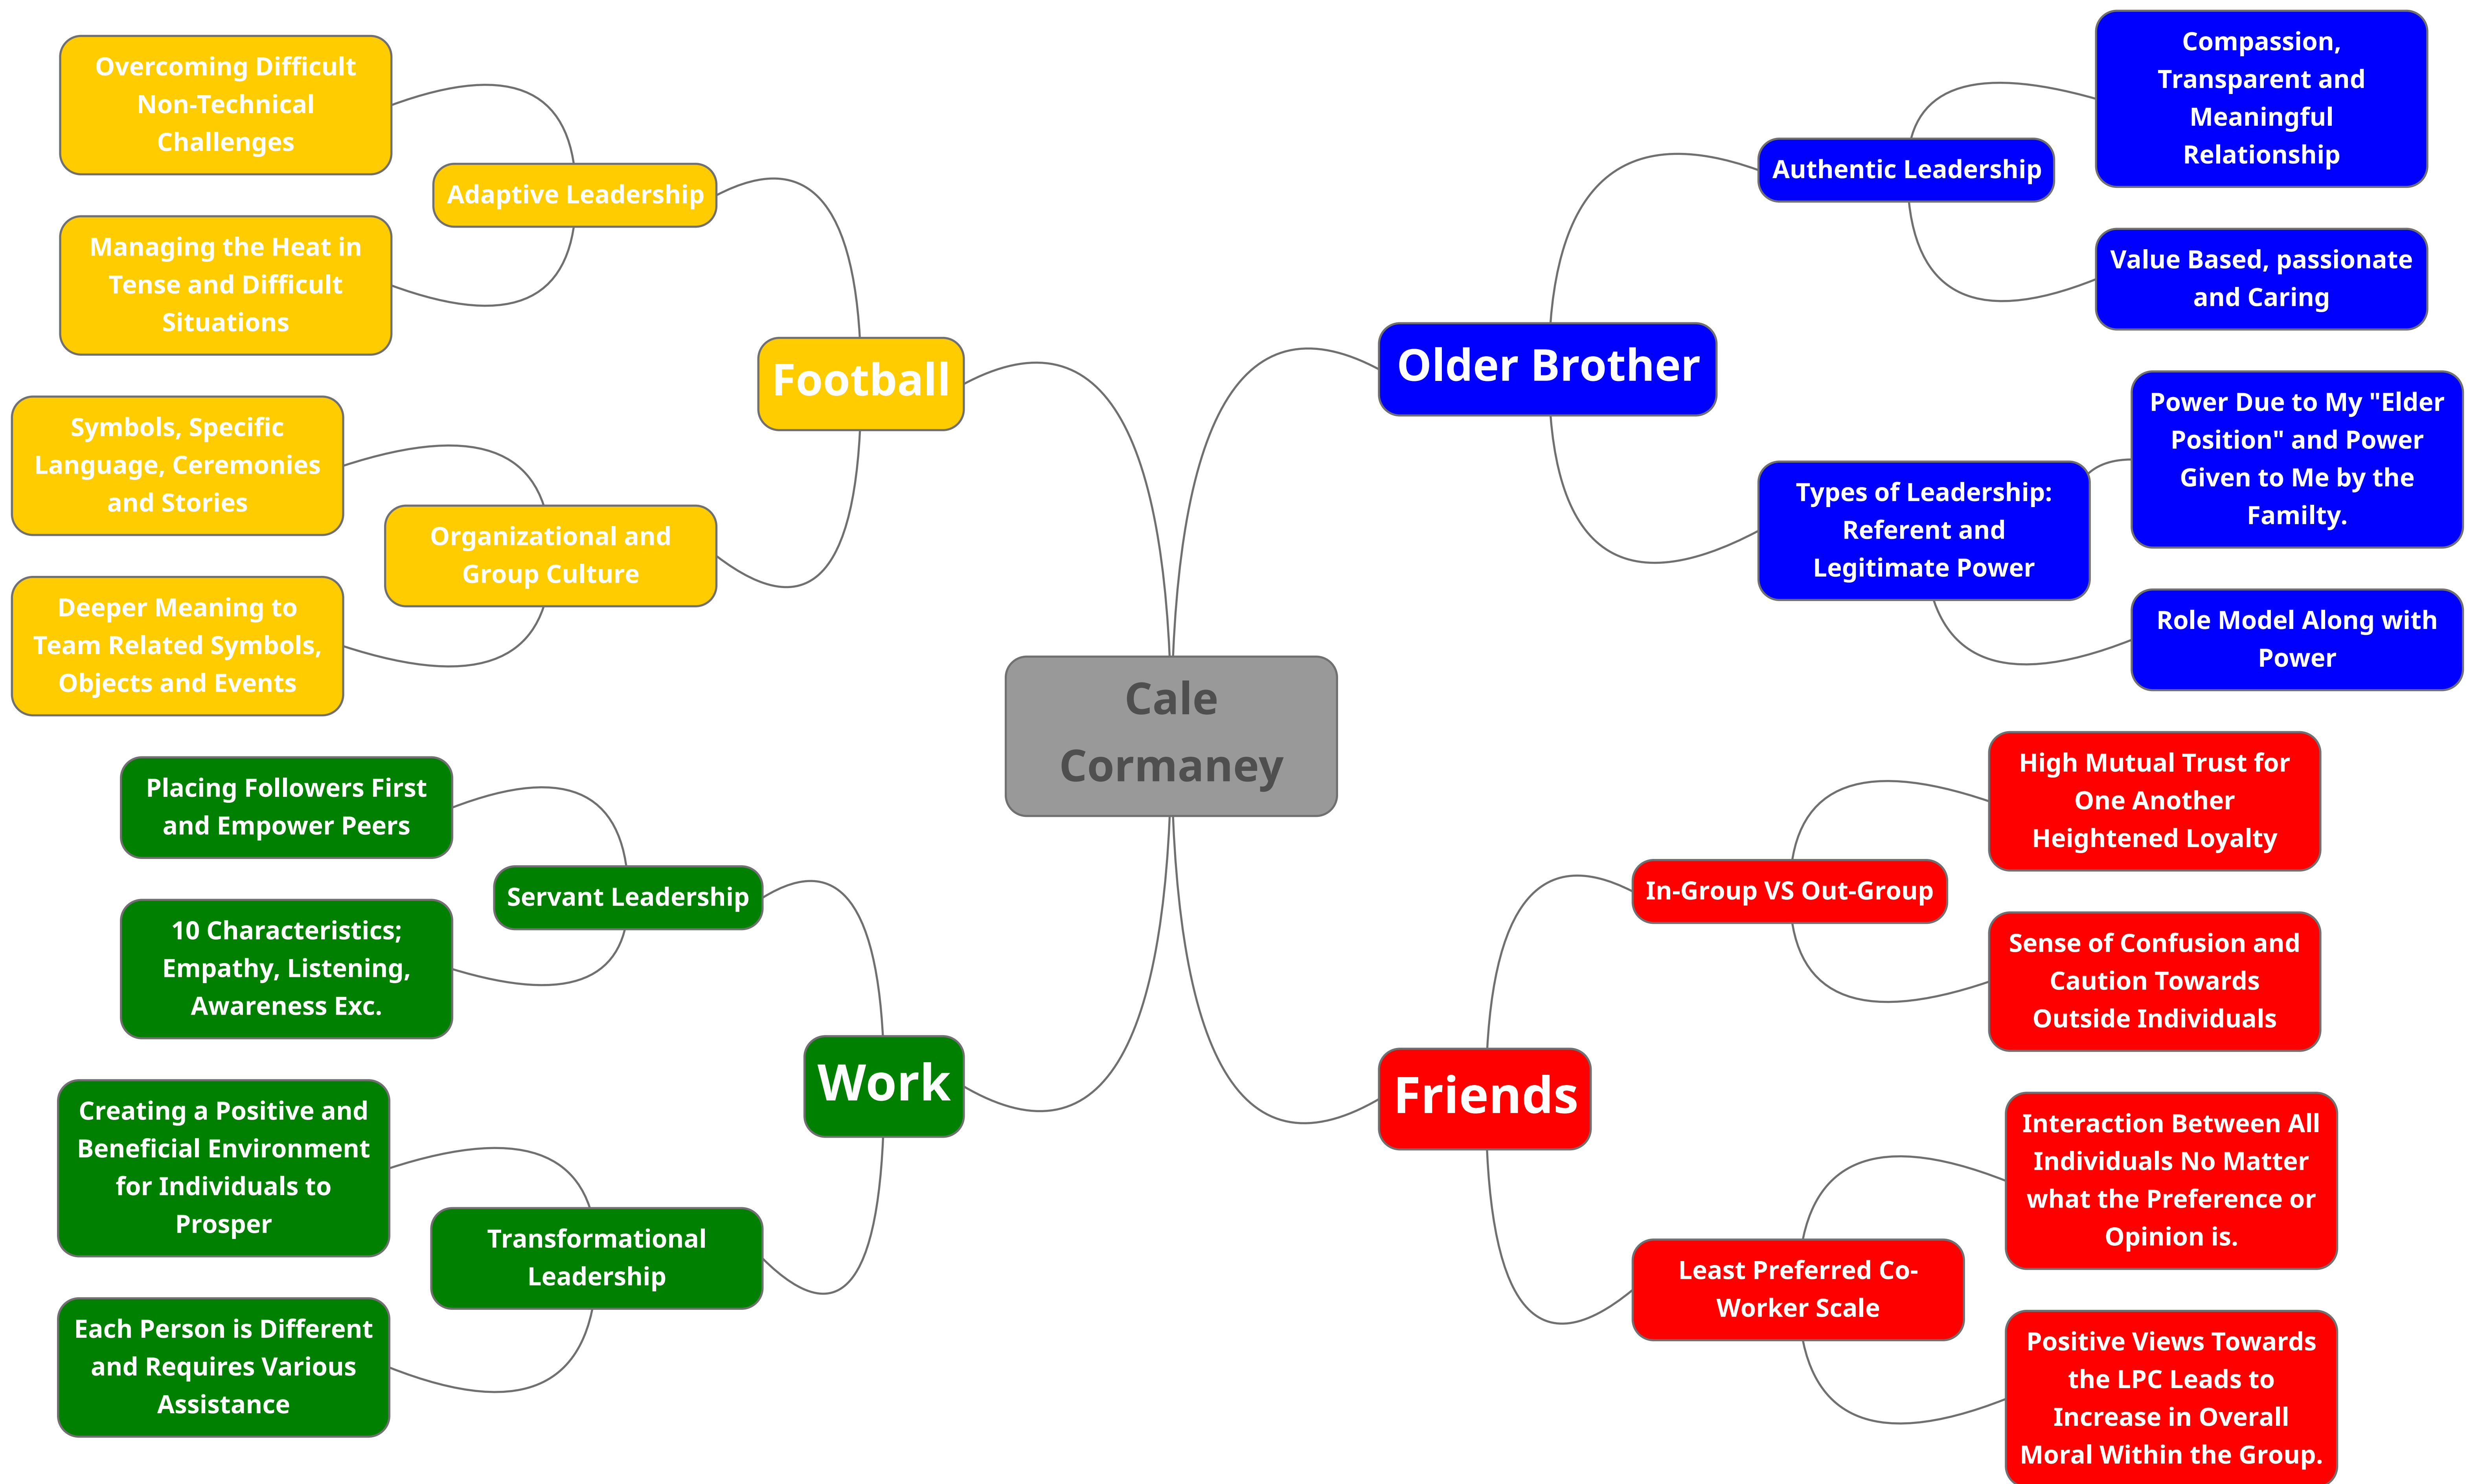 Cale
Cormaney
Football
Adaptive Leadership
Overcoming Difficult
Non-Technical
Challenges
Managing the Heat in
Tense and Difficult
Situations
Organizational and
Group Culture
Symbols, Specific
Language, Ceremonies
and Stories
Deeper Meaning to
Team Related Symbols,
Objects and Events
Work
Servant Leadership
Placing Followers First
and Empower Peers
10 Characteristics;
Empathy, Listening,
Awareness Exc.
Transformational
Leadership
Creating a Positive and
Beneficial Environment
for Individuals to
Prosper
Each Person is Different
and Requires Various
Assistance
Older Brother
Authentic Leadership
Compassion,
Transparent and
Meaningful
Relationship
Value Based, passionate
and Caring
Types of Leadership:
Referent and
Legitimate Power
Power Due to My "Elder
Position" and Power
Given to Me by the
Familty.
Role Model Along with
Power
Friends
In-Group VS Out-Group
High Mutual Trust for
One Another
Heightened Loyalty
Sense of Confusion and
Caution Towards
Outside Individuals
Least Preferred Co-
Worker Scale
Interaction Between All
Individuals No Matter
what the Preference or
Opinion is.
Positive Views Towards
the LPC Leads to
Increase in Overall
Moral Within the Group.